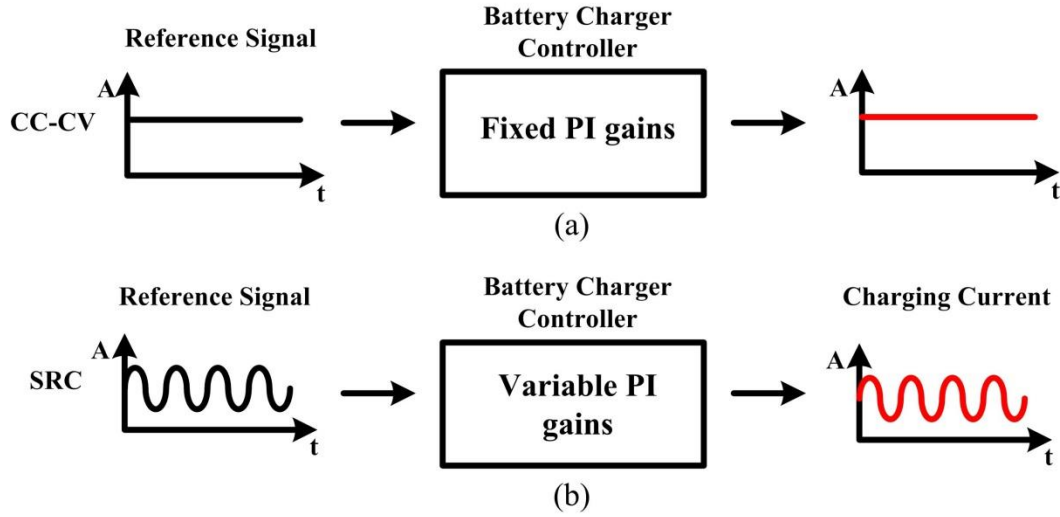 Reference Signal
Battery Charger
Controller
A
CC-CV
t
Fixed PI gains
A
t
(a)
Reference Signal
Battery Charger
Controller
Charging Current
A
SRC
t
Variable PI
gains
A
t
(b)